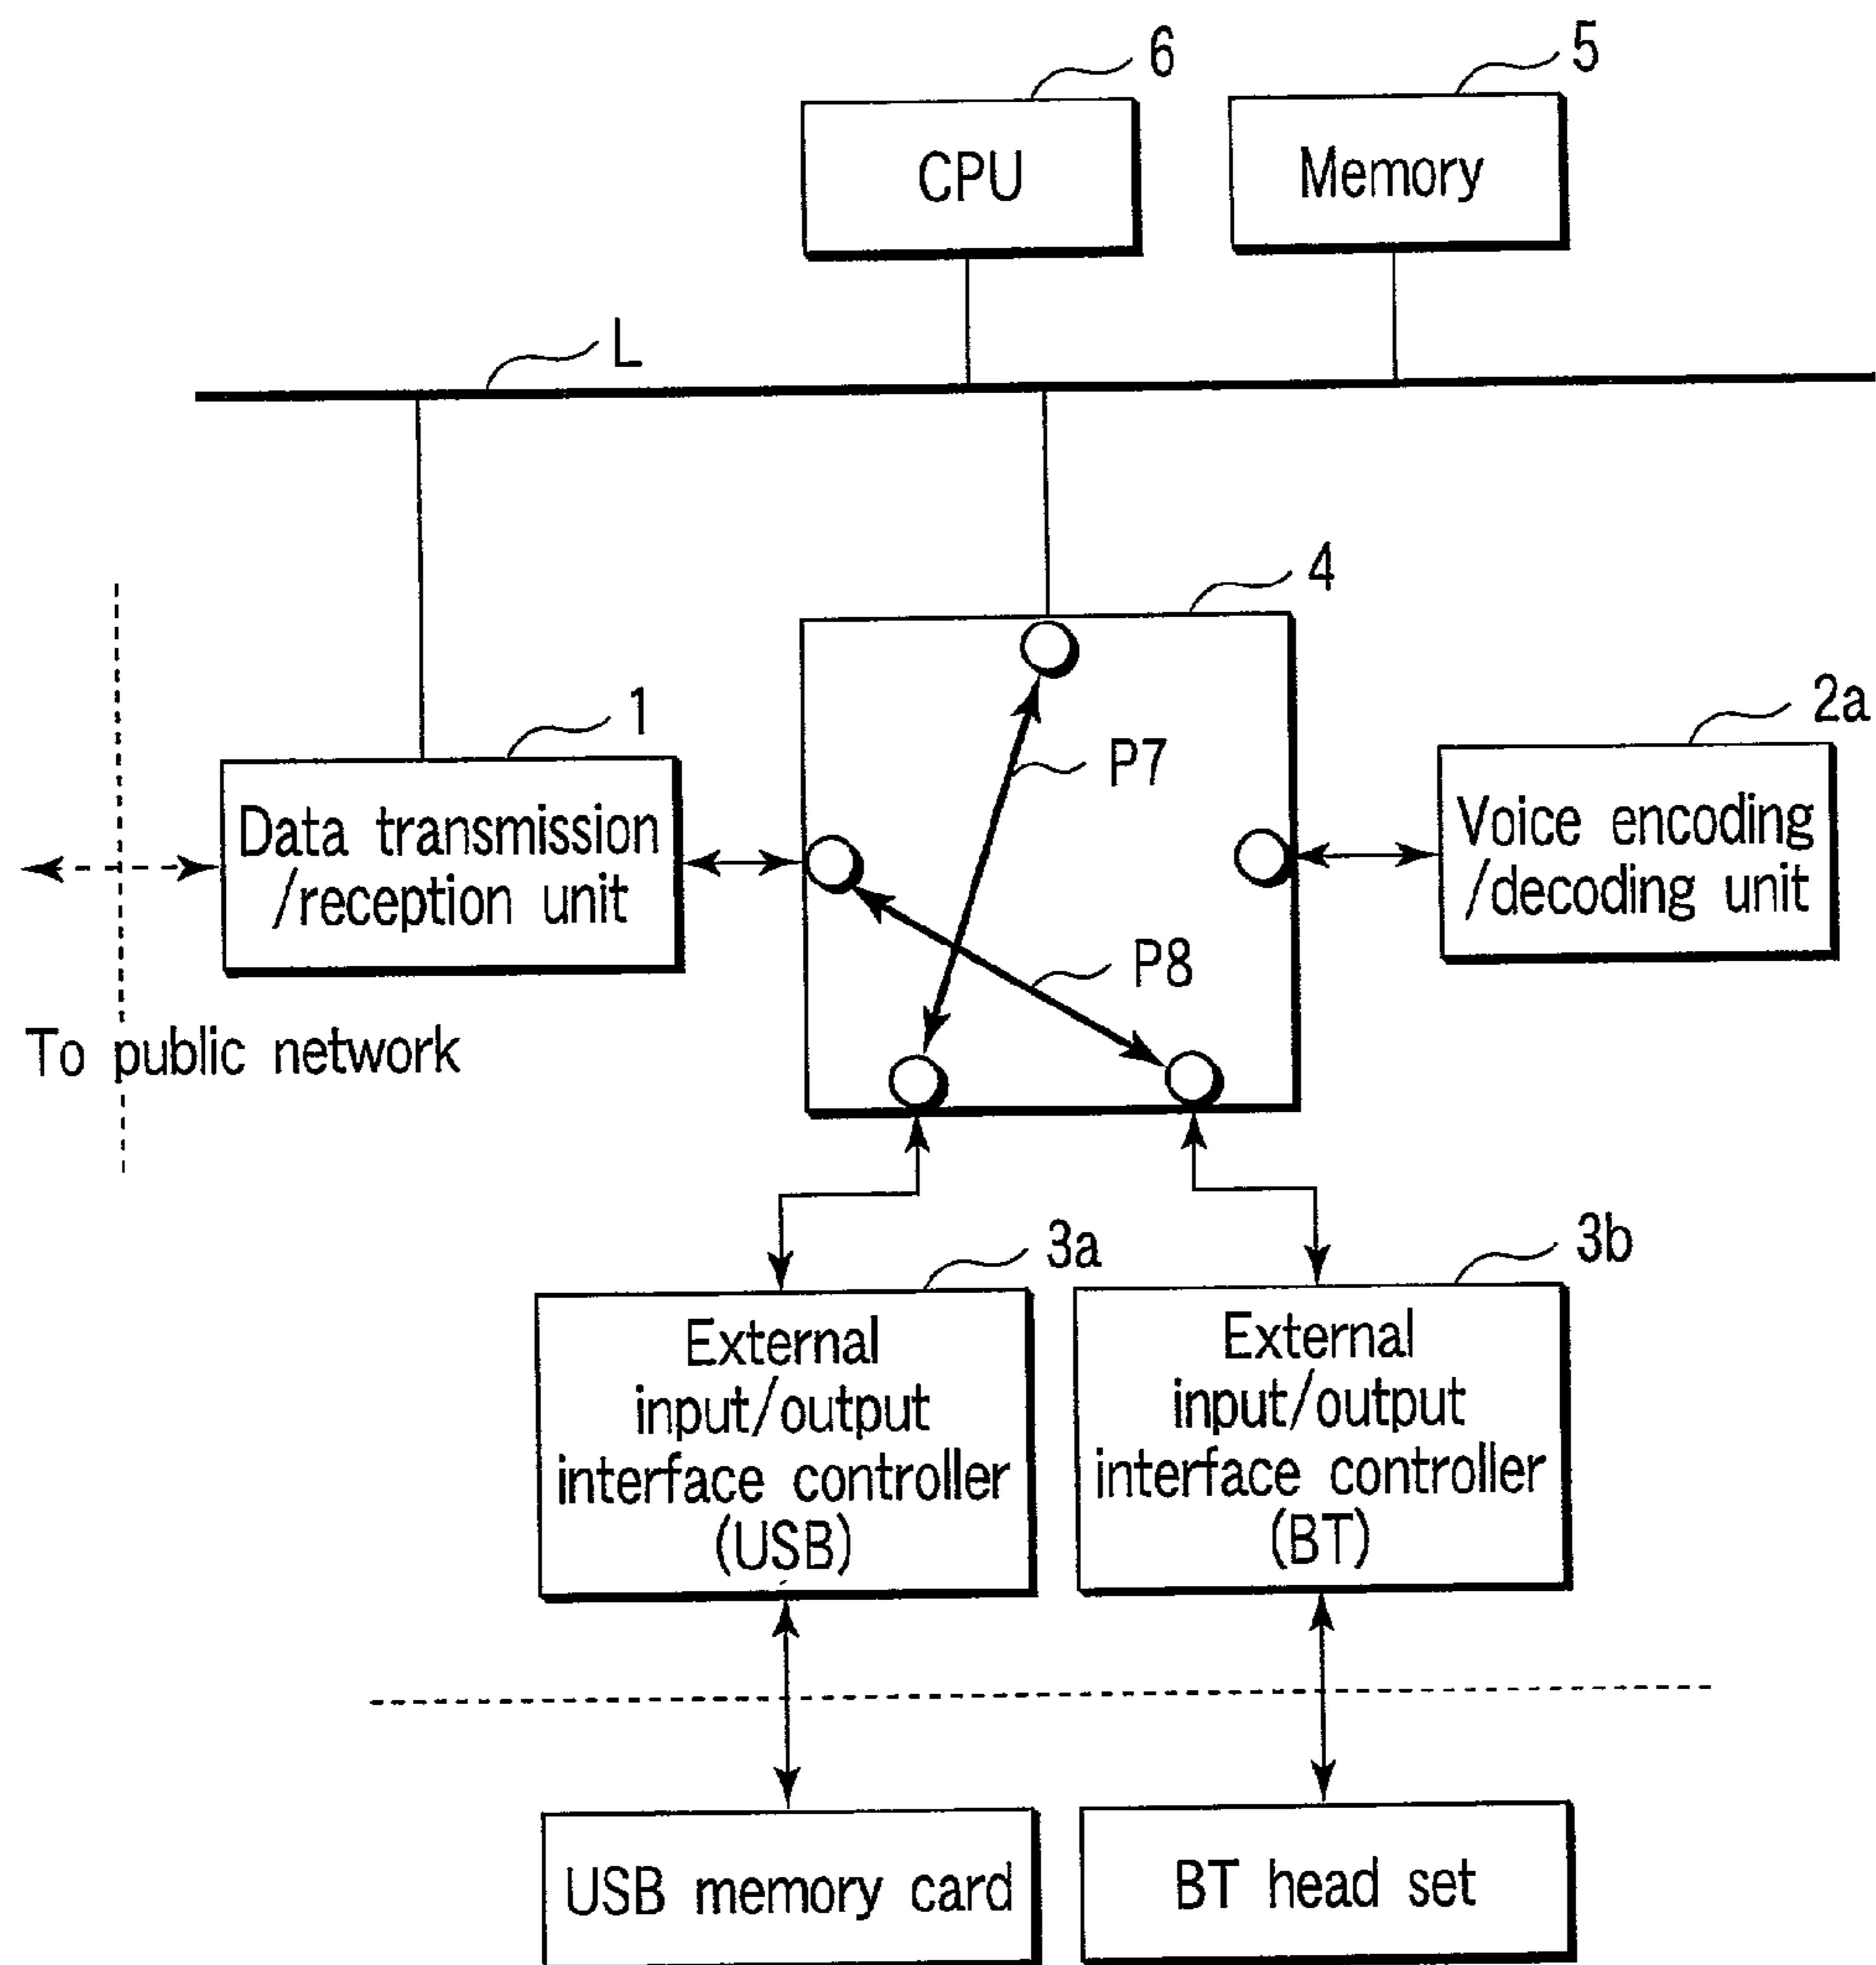 6
5
CPU
Memory
L
4
1
2a
P7
Data transmission
/reception unit
Voice encoding
/decoding unit
P8
To public network
3a
3b
External
input/output
interface controller
(USB)
External
input/output
interface controller
(BT)
USB memory card
BT head set